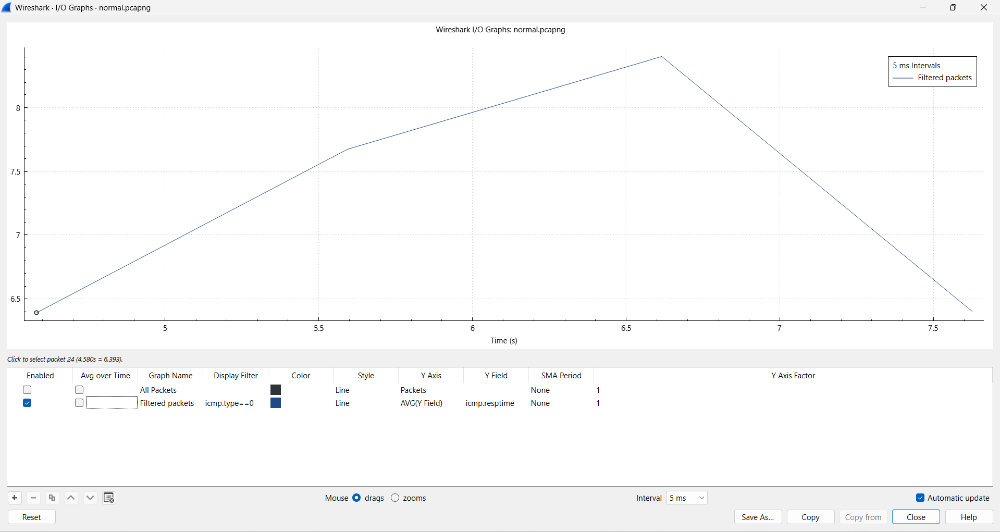 Wireshark · I/O Graphs · normal.pcapng
Wireshark I/O Graphs: normal.pcapng
5 ms Intervals
Filtered packets
8
7.5
7
6.5
5 5.5 6 6.5 7 7.5
Time (s)
Click to select packet 24 (4.580s = 6.393).
Enabled Avg over Time Graph Name Display Filter Color Style Y Axis Y Field SMA Period Y Axis Factor
All Packets Line Packets None 1
Filtered packets icmp.type==0 Line AVG(Y Field) icmp.resptime None 1
Mouse drags zooms Interval 5 ms Automatic update
Reset Save As... Copy Copy from Close Help